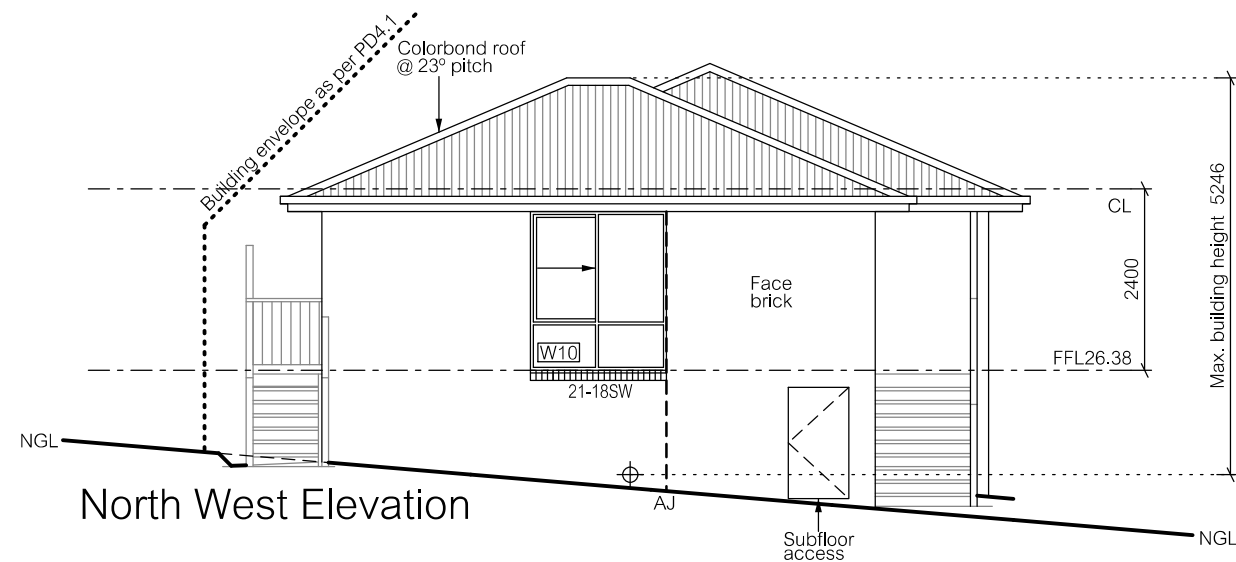 Building envelope as per PD4.1
Colorbond roof
@ 23º pitch
CL
Max. building height 5246
2400
Face
brick
W10
FFL26.38
21-18SW
NGL
North West Elevation
AJ
Subfloor
access
NGL